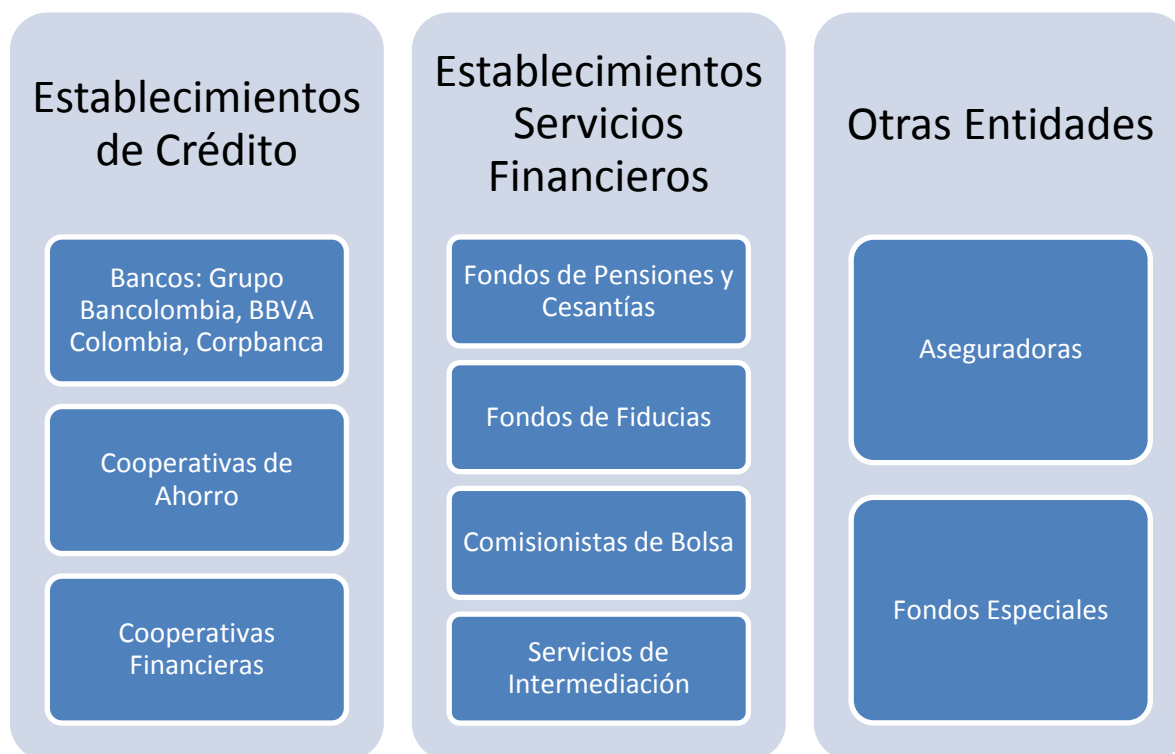 Establecimientos
de Crédito
Bancos: Grupo
Bancolombia, BBVA
Colombia, Corpbanca
Cooperativas de
Ahorro
Cooperativas
Financieras
Establecimientos
Servicios
Financieros
Fondos de Pensiones y
Cesantías
Fondos de Fiducias
Comisionistas de Bolsa
Servicios de
Intermediación
Otras Entidades
Aseguradoras
Fondos Especiales